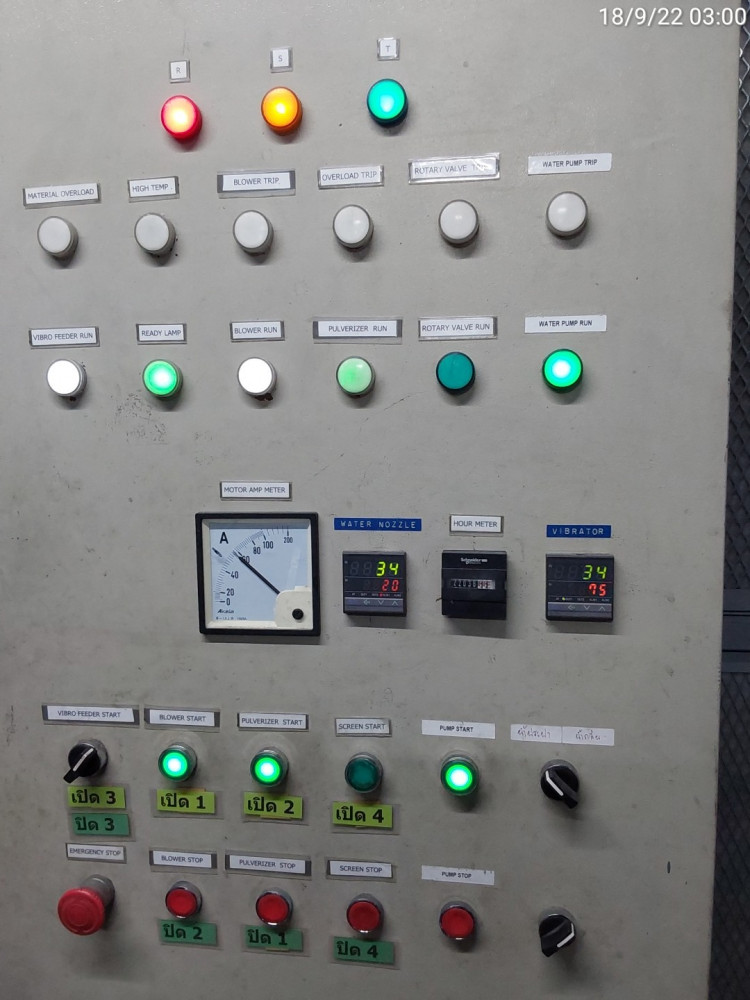 18/9/22 03:00
R
S
T
MATERIAL OVERLOAD
HIGH TEMP
BLOWER TRIP
OVERLOAD TRIP
ROTARY VALVE
WATER PUMP TRIP
VIBRO FEEDER RUN
READY LAMP
BLOWER RUN
PULVERIZER RUN
ROTARY VALVE RUN
WATER PUMP RUN
MOTOR AMP METER
WATER NOZZLE
HOUR METER
VIBRATOR
A
200
100
80
60
40
20
0
34
20
Schneider
34
75
VIBRO FEEDER START
BLOWER START
PULVERIZER START
SCREEN START
PUMP START
เปิด 3
เปิด 1
เปิด 2
เปิด 4
ปิด 3
EMERGENCY STOP
BLOWER STOP
PULVERIZER STOP
SCREEN STOP
PUMP STOP
ปิด 2
ปิด 1
ปิด 4